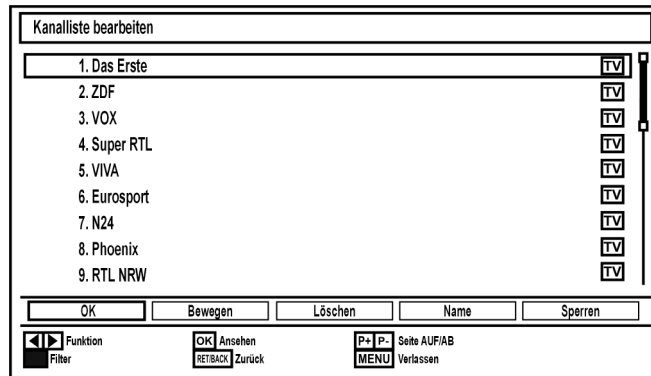 Kanalliste bearbeiten
1. Das Erste TV
2. ZDF TV
3. VOX TV
4. Super RTL TV
5. VIVA TV
6. Eurosport TV
7. N24 TV
8. Phoenix TV
9. RTL NRW TV
OK Bewegen Löschen Name Sperren
Funktion OK Ansehen P+ P- Seite AUF/AB
Filter RET/BACK Zurück MENU Verlassen